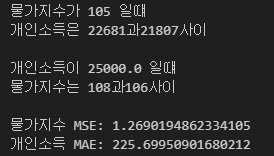 물가지수가 105 일떄
개인소득은 22681과21807사이
개인소득이 25000.0 일떄
물가지수는 108과106사이
물가지수 MSE: 1.2690194862334105
개인소득 MAE: 225.69950901680212